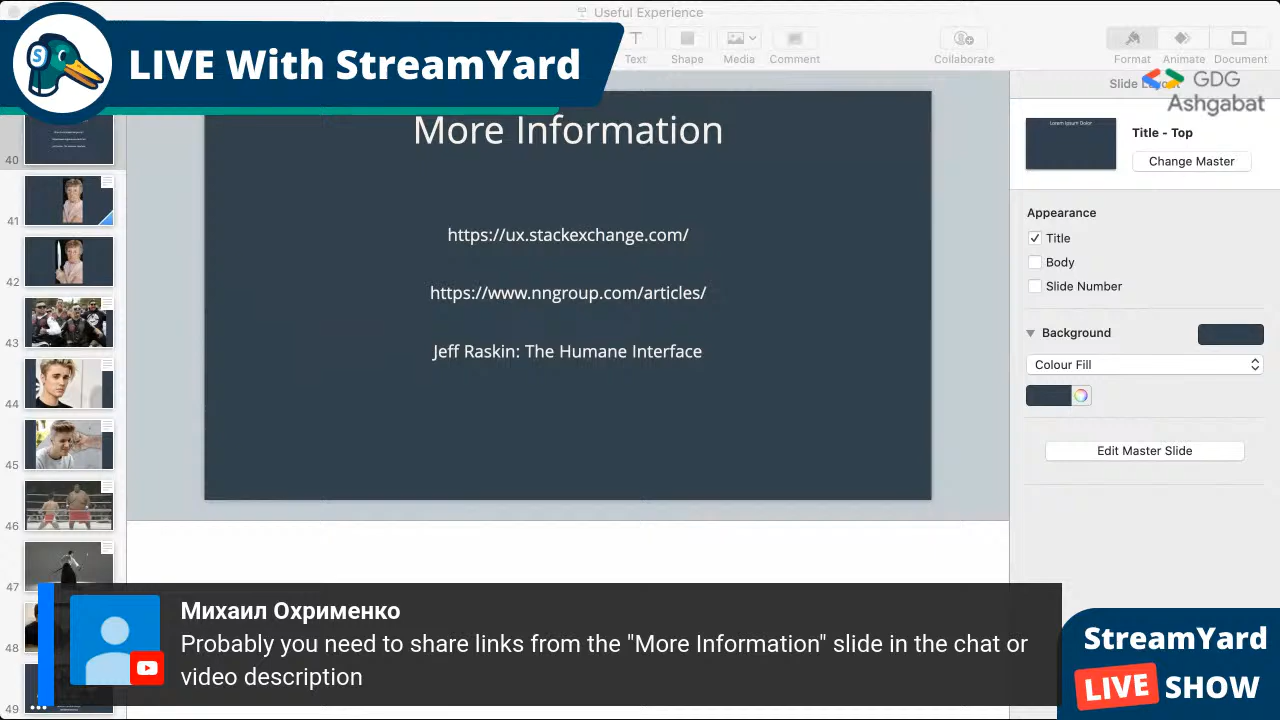 Useful Experience
S
LIVE With StreamYard
Text
Shape
Media
Comment
Collaborate
Format
Animate
Document
GDG
Ashgabat
Lorem Ipsum Dolor
Title - Top
Change Master
Appearance
Title
Body
Slide Number
Background
Colour Fill
Edit Master Slide
40
41
42
43
44
45
46
47
48
49
More Information
https://ux.stackexchange.com/
https://www.nngroup.com/articles/
Jeff Raskin: The Humane Interface
Михаил Охрименко
Probably you need to share links from the "More Information" slide in the chat or
video description
StreamYard
LIVE SHOW